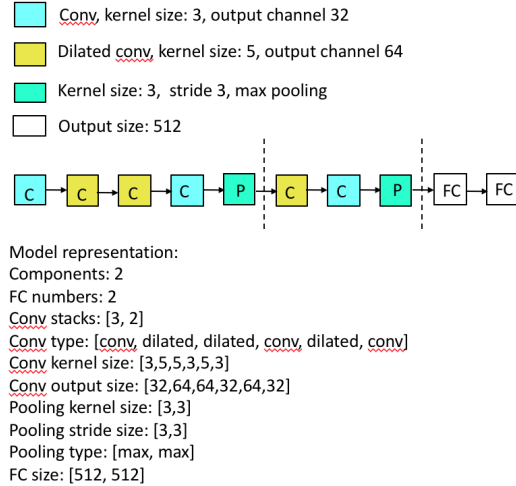 Conv, kernel size: 3, output channel 32
Dilated conv, kernel size: 5, output channel 64
Kernel size: 3, stride 3, max pooling
Output size: 512
C C C C P C C P FC FC
Model representation:
Components: 2
FC numbers: 2
Conv stacks: [3, 2]
Conv type: [conv, dilated, dilated, conv, dilated, conv]
Conv kernel size: [3,5,5,3,5,3]
Conv output size: [32,64,64,32,64,32]
Pooling kernel size: [3,3]
Pooling stride size: [3,3]
Pooling type: [max, max]
FC size: [512, 512]